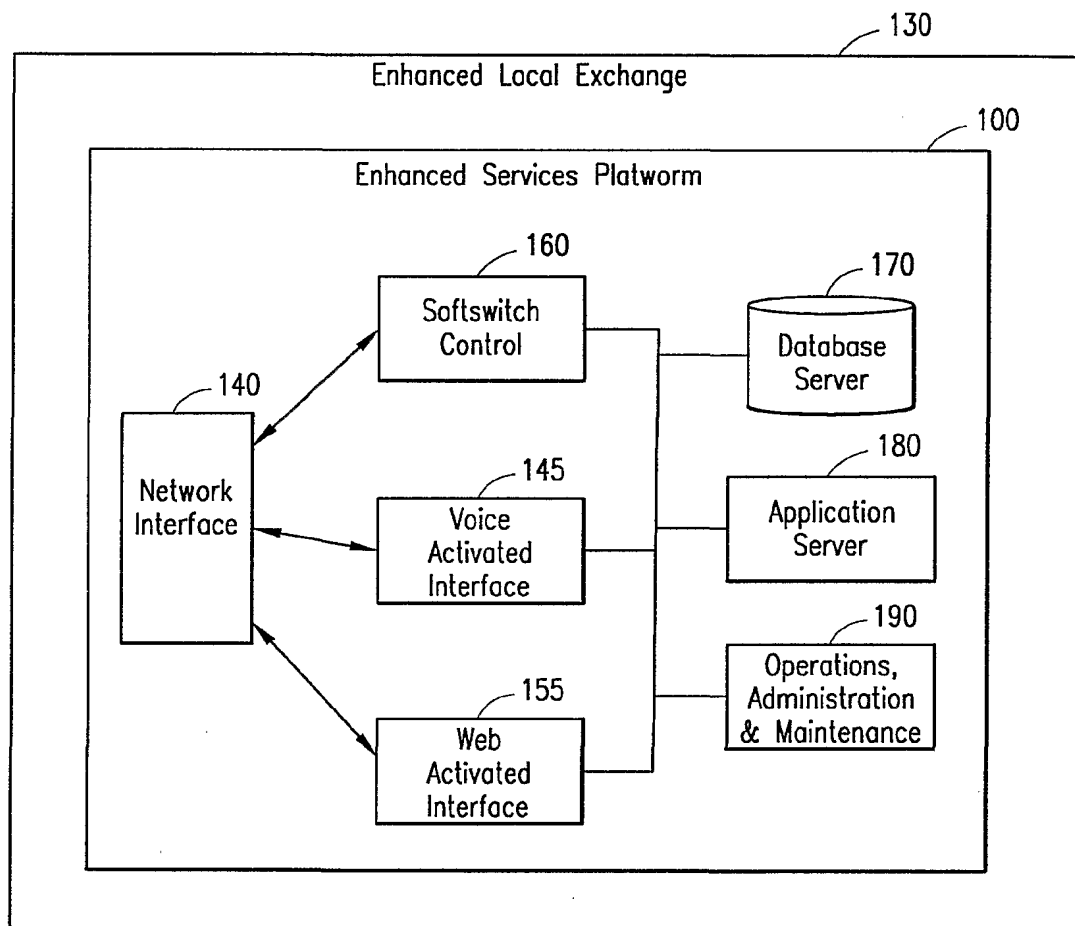 130
Enhanced Local Exchange
100
Enhanced Services Platworm
160
Softswitch
Control
170
Database
Server
140
Network
Interface
145
Voice
Activated
Interface
180
Application
Server
190
Operations,
Administration
& Maintenance
155
Web
Activated
Interface